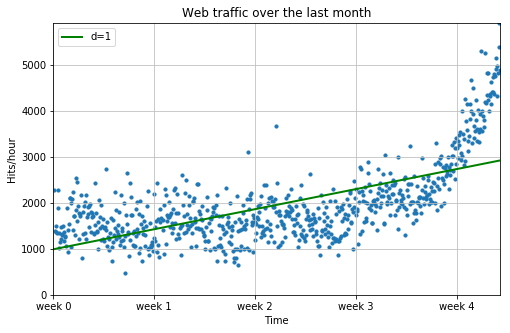 Web traffic over the last month
d=1
Hits/hour
5000
4000
3000
2000
1000
0
week 0 week 1 week 2 week 3 week 4
Time